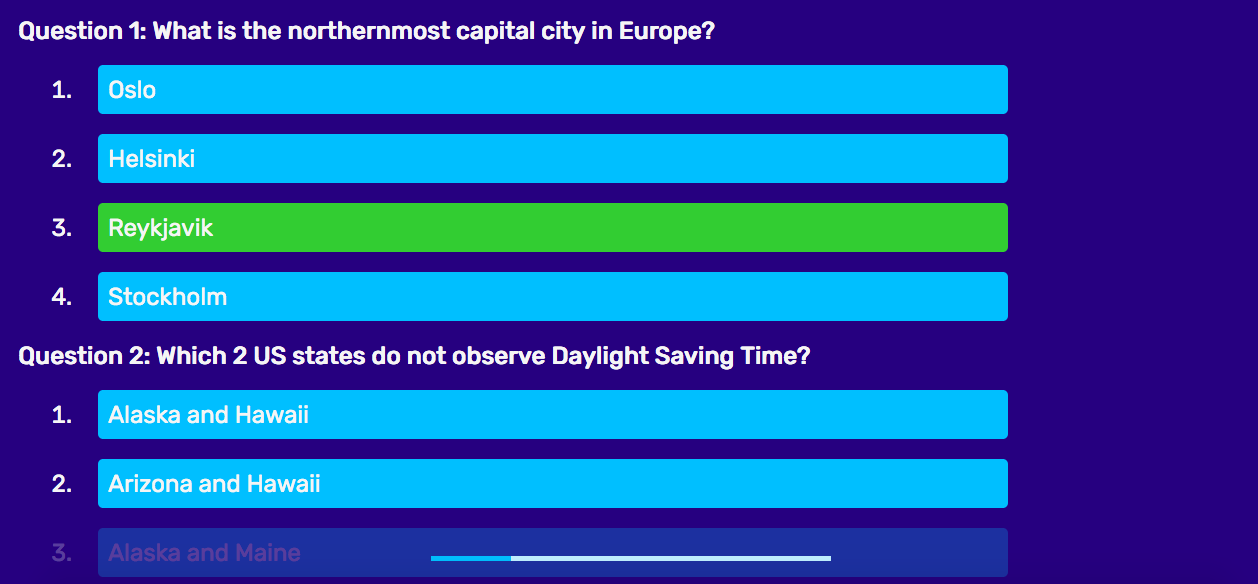 Question 1: What is the northernmost capital city in Europe?
1. Oslo
2. Helsinki
3. Reykjavik
4. Stockholm
Question 2: Which 2 US states do not observe Daylight Saving Time?
1. Alaska and Hawaii
2. Arizona and Hawaii
3. Alaska and Maine